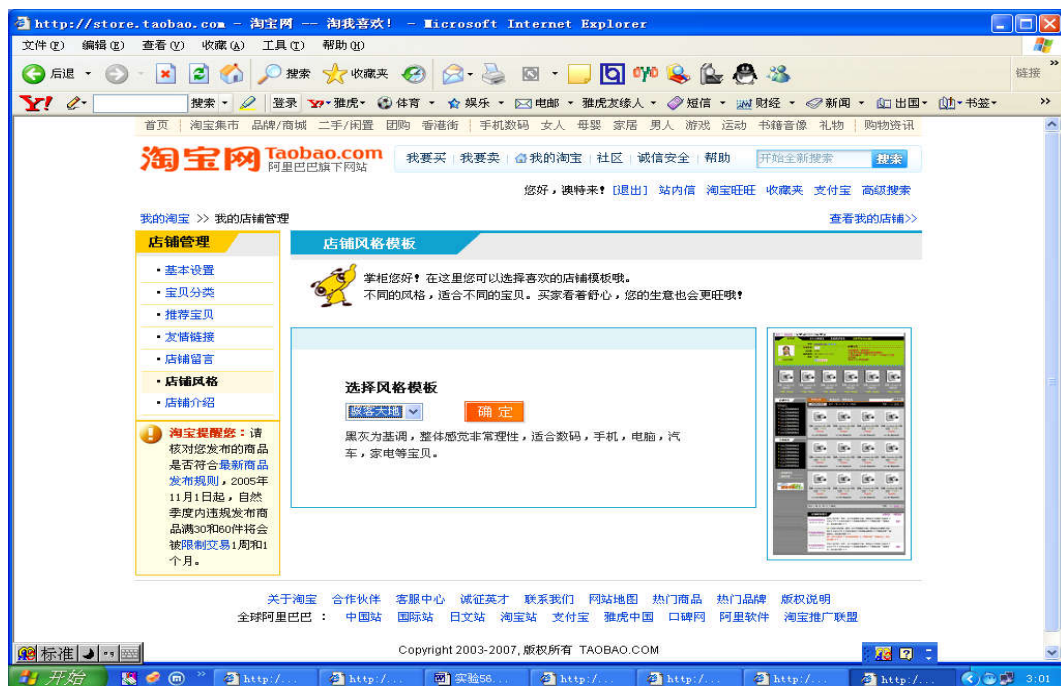 http://store.taobao.com - 淘宝网 -- 淘我喜欢! - Microsoft Internet Explorer
文件(F) 编辑(E) 查看(V) 收藏(A) 工具(T) 帮助(H)
后退 搜索 收藏夹 链接
搜索 登录 雅虎 体育 娱乐 电邮 雅虎友缘人 短信 财经 新闻 出国 书签
首页 淘宝集市 品牌/商城 二手/闲置 团购 香港街 手机数码 女人 母婴 家居 男人 游戏 运动 书籍音像 礼物 购物资讯
淘宝网 Taobao.com
阿里巴巴旗下网站
我要买 我要卖 我的淘宝 社区 诚信安全 帮助 开始全新搜索 搜索
您好，澳特来! [退出] 站内信 淘宝旺旺 收藏夹 支付宝 高级搜索
我的淘宝 >> 我的店铺管理 查看我的店铺>>
店铺管理
·基本设置
·宝贝分类
·推荐宝贝
·友情链接
·店铺留言
·店铺风格
·店铺介绍
淘宝提醒您：请
核对您发布的商品
是否符合最新商品
发布规则，2005年
11月1日起，自然
季度内违规发布商
品满30和60件将会
被限制交易1周和1
个月。
店铺风格模板
掌柜您好! 在这里您可以选择喜欢的店铺模板哦。
不同的风格，适合不同的宝贝。买家看着舒心，您的生意也会更旺哦!
选择风格模板
骇客大地 确 定
黑灰为基调，整体感觉非常理性，适合数码，手机，电脑，汽
车，家电等宝贝。
关于淘宝 合作伙伴 客服中心 诚征英才 联系我们 网站地图 热门商品 热门品牌 版权说明
全球阿里巴巴 : 中国站 国际站 日文站 淘宝站 支付宝 雅虎中国 口碑网 阿里软件 淘宝推广联盟
Copyright 2003-2007, 版权所有 TAOBAO.COM
标准
开始 http:/... http:/... 实验56... http:/... http:/... http:/... http:/... 3:01